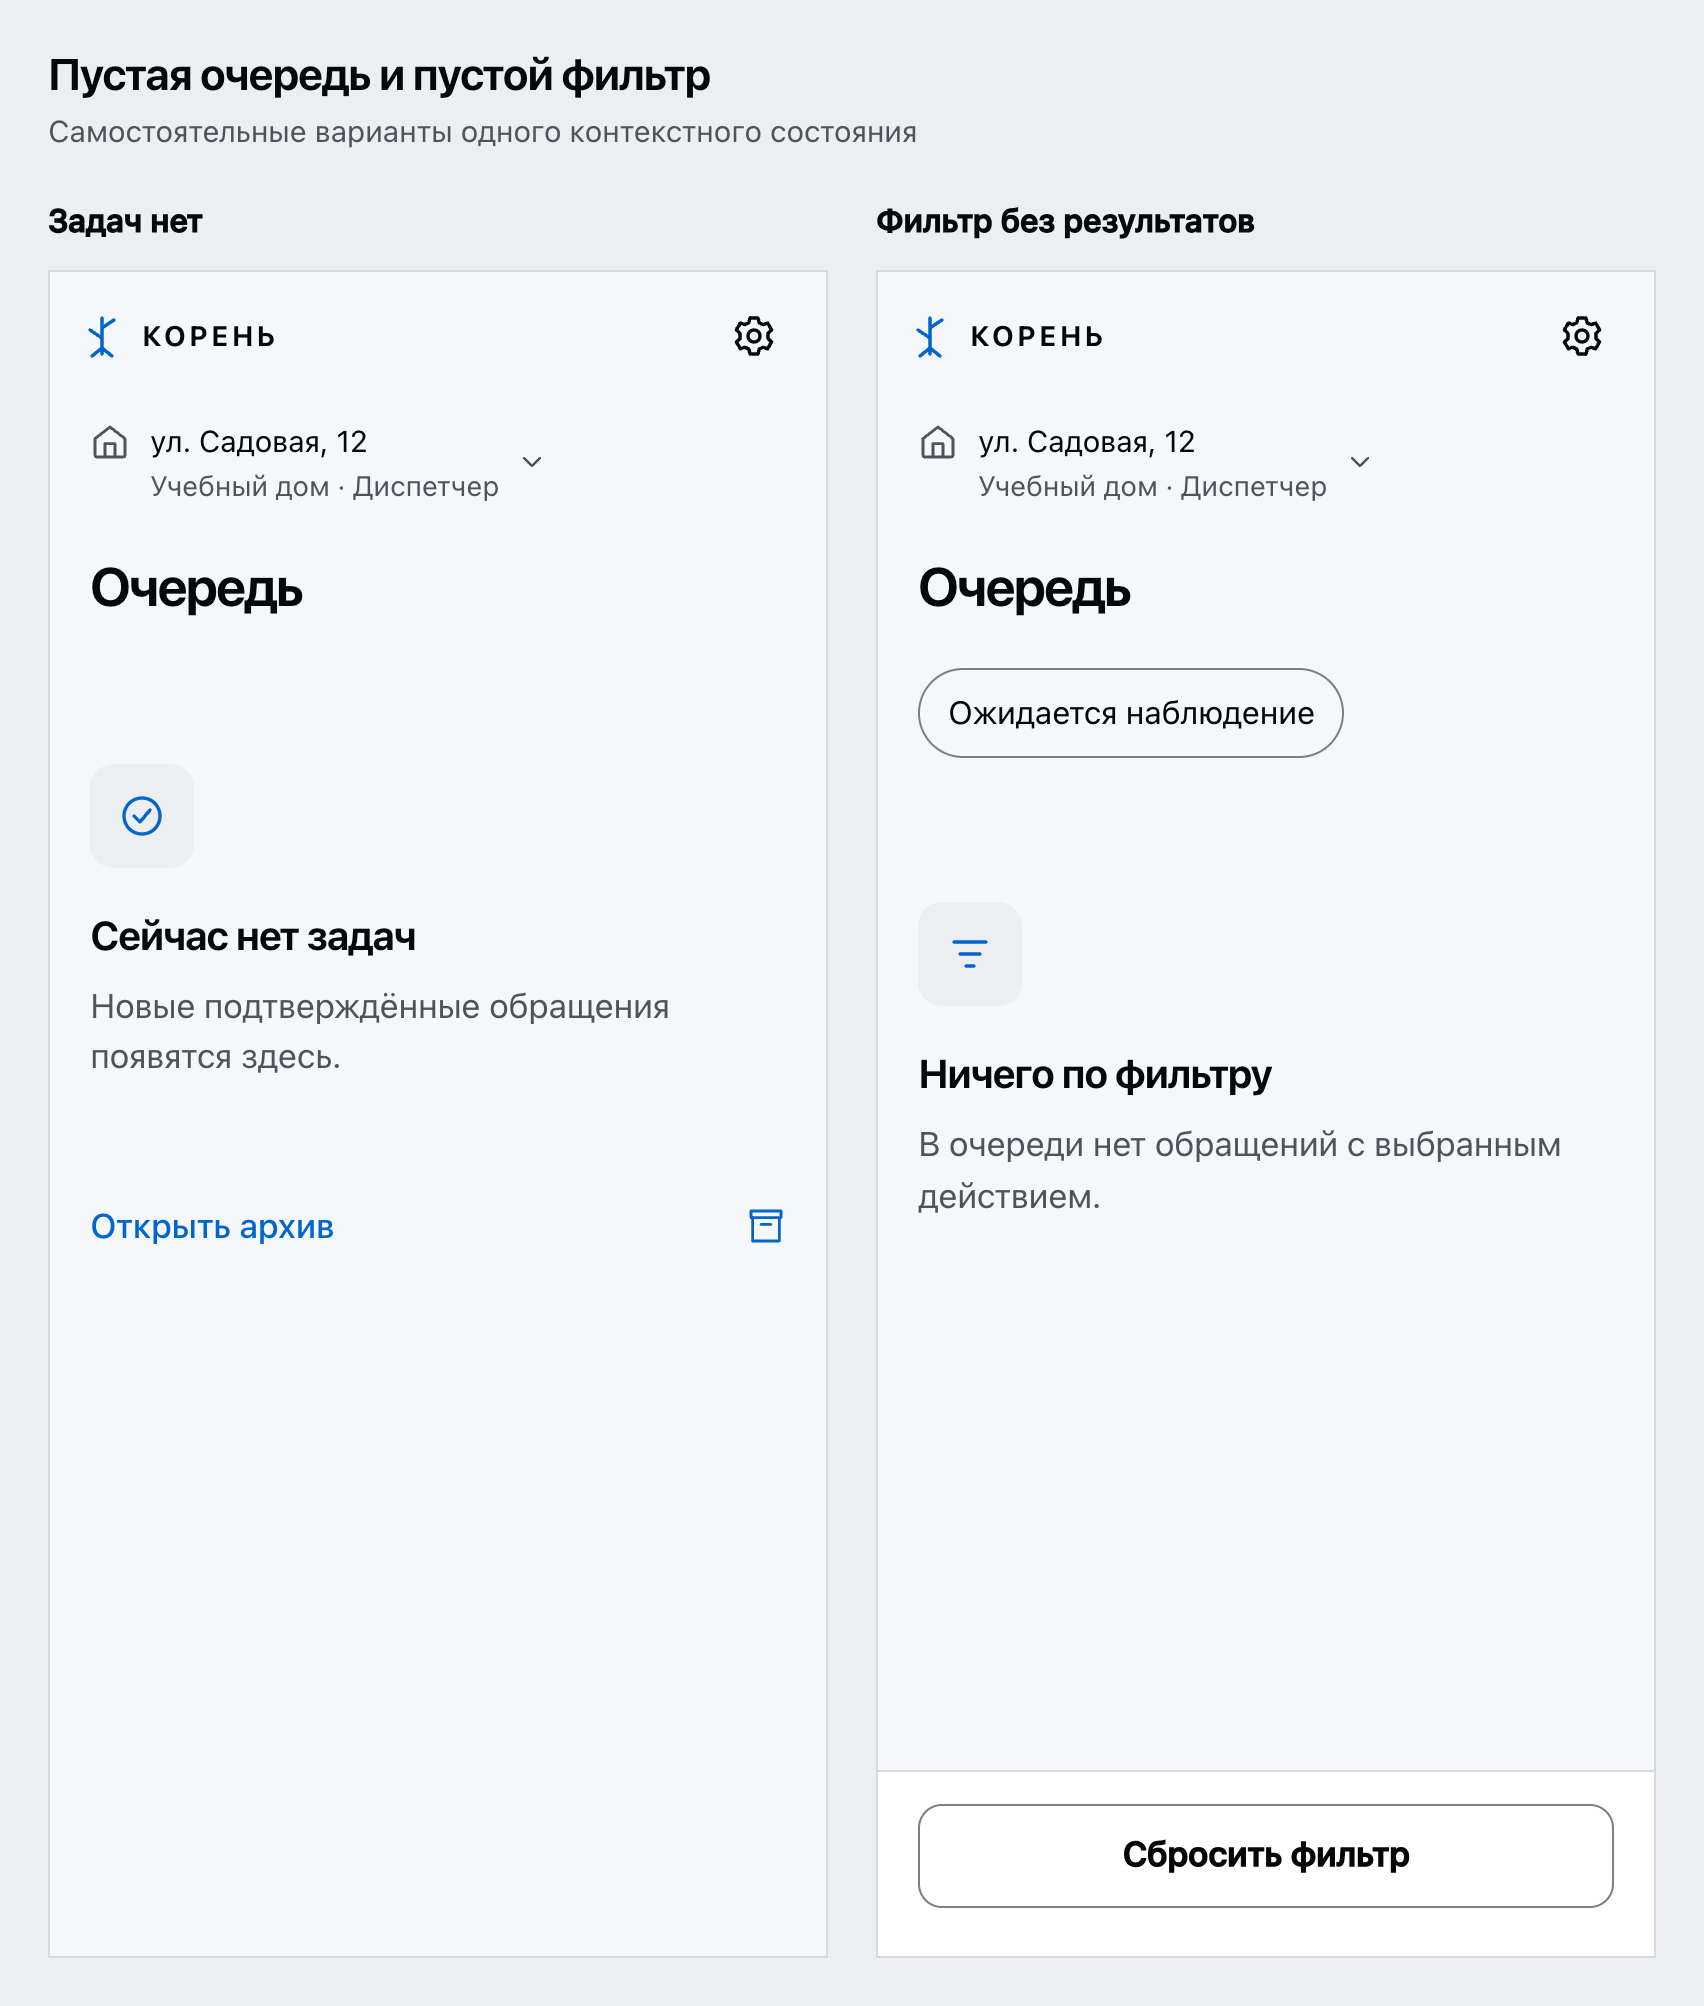 Пустая очередь и пустой фильтр
Самостоятельные варианты одного контекстного состояния
Задач нет
КОРЕНЬ
ул. Садовая, 12
Учебный дом · Диспетчер
Очередь
Сейчас нет задач
Новые подтверждённые обращения
появятся здесь.
Открыть архив
Фильтр без результатов
КОРЕНЬ
ул. Садовая, 12
Учебный дом · Диспетчер
Очередь
Ожидается наблюдение
Ничего по фильтру
В очереди нет обращений с выбранным
действием.
Сбросить фильтр